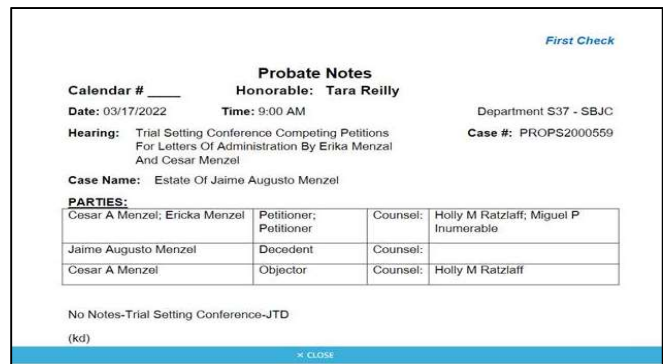 First Check
Probate Notes
Calendar # ____ Honorable: Tara Reilly
Date: 03/17/2022 Time: 9:00 AM Department S37 - SBJC
Hearing: Trial Setting Conference Competing Petitions Case #: PROPS2000559
For Letters Of Administration By Erika Menzal
And Cesar Menzel
Case Name: Estate Of Jaime Augusto Menzel
PARTIES:
Cesar A Menzel; Ericka Menzel Petitioner; Counsel: Holly M Ratzlaff; Miguel P
Petitioner Inumerable
Jaime Augusto Menzel Decedent Counsel:
Cesar A Menzel Objector Counsel: Holly M Ratzlaff
No Notes-Trial Setting Conference-JTD
(kd)
× CLOSE